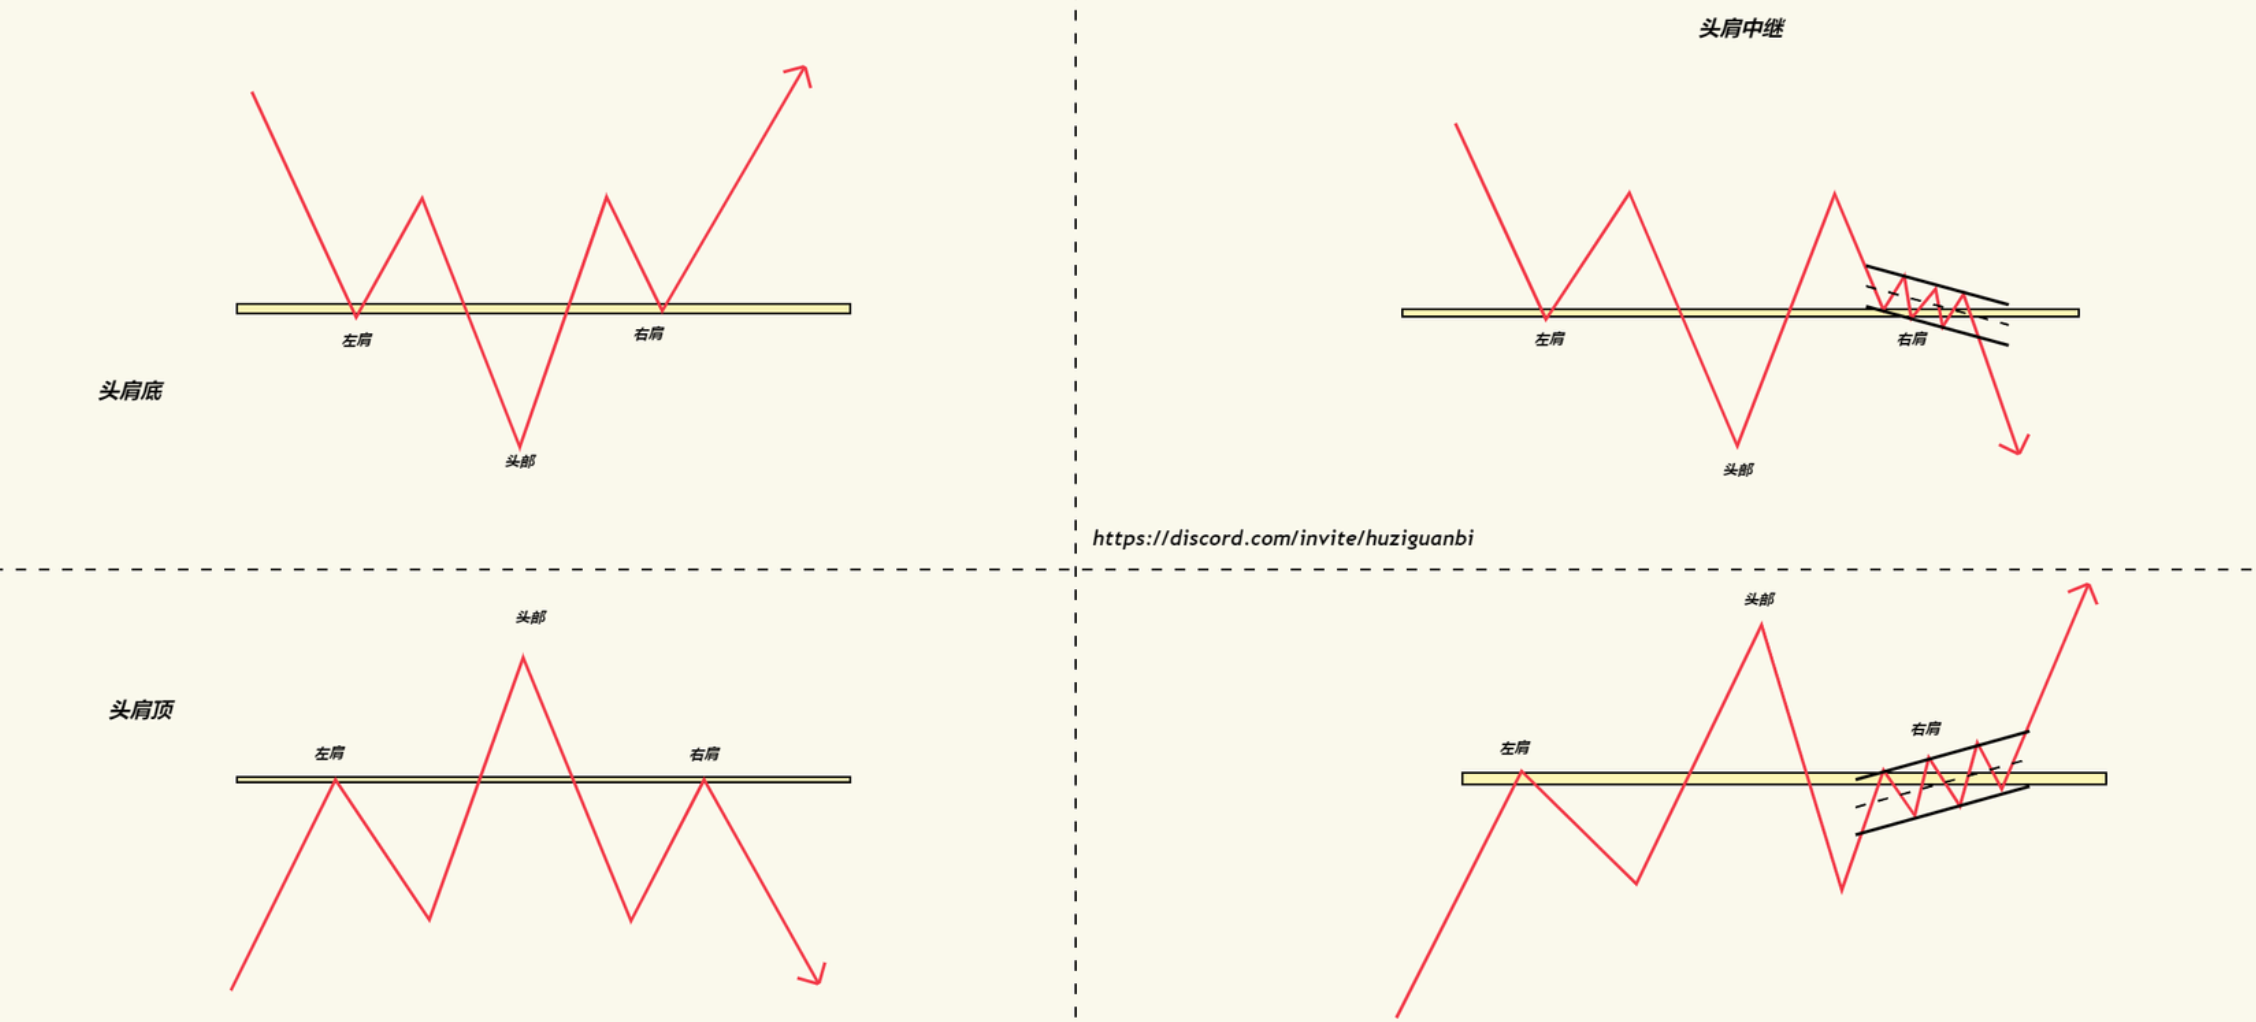 头肩中继
左肩
右肩
头部
头肩底
左肩
右肩
头部
https://discord.com/invite/huziguanbi
头部
左肩
右肩
头肩顶
头部
左肩
右肩